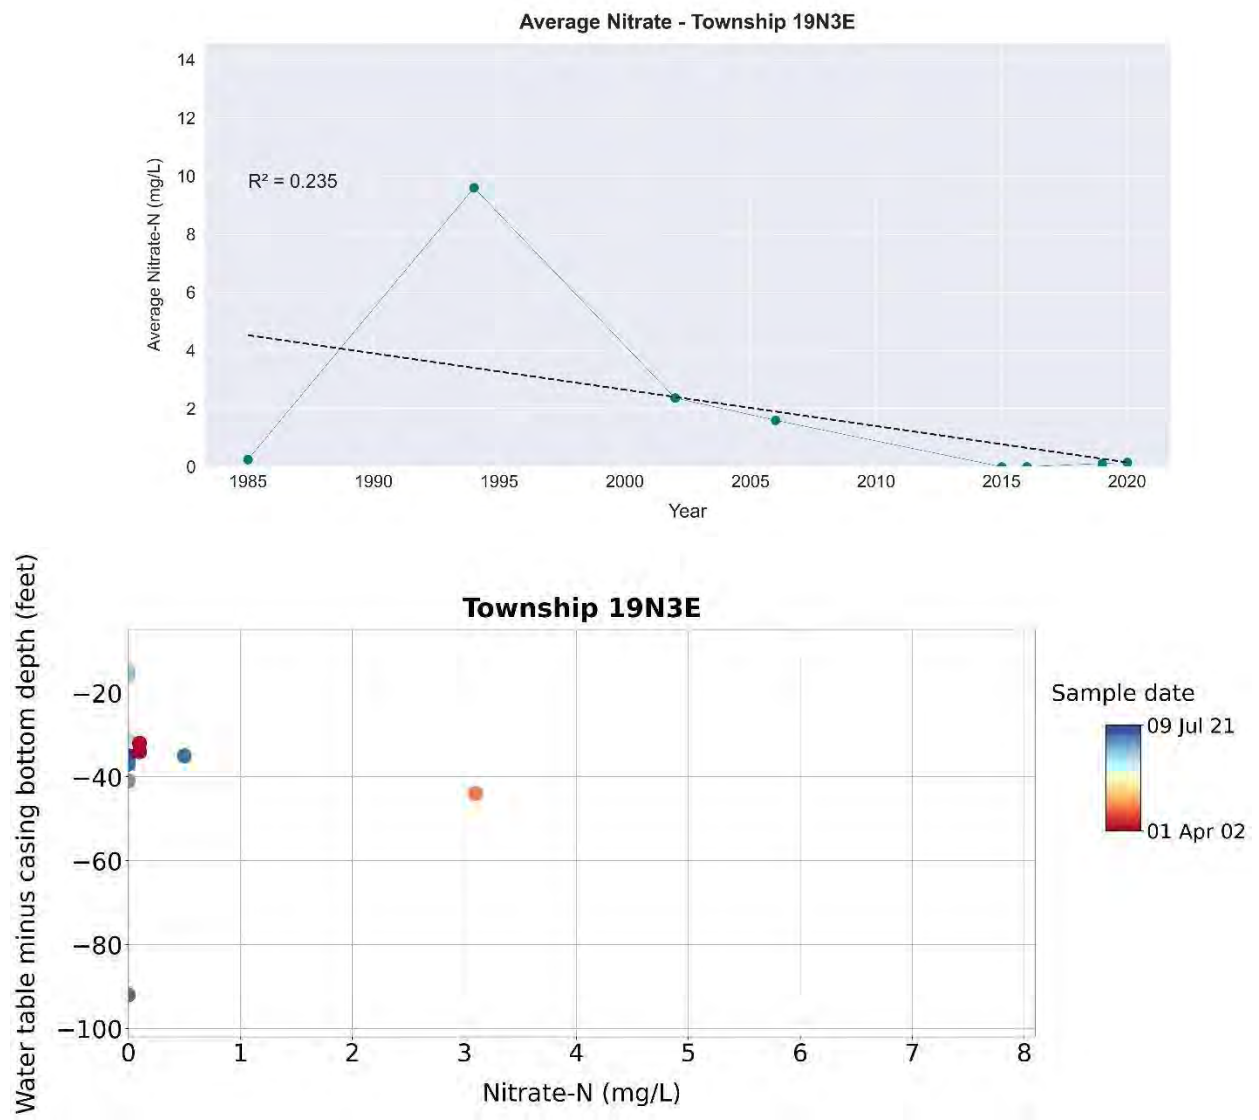 Average Nitrate - Township 19N3E
Average Nitrate-N (mg/L)
14
12
10
8
6
4
2
0
R² = 0.235
1985 1990 1995 2000 2005 2010 2015 2020
Year
Township 19N3E
Water table minus casing bottom depth (feet)
−20
−40
−60
−80
−100
0 1 2 3 4 5 6 7 8
Nitrate-N (mg/L)
Sample date
09 Jul 21
01 Apr 02